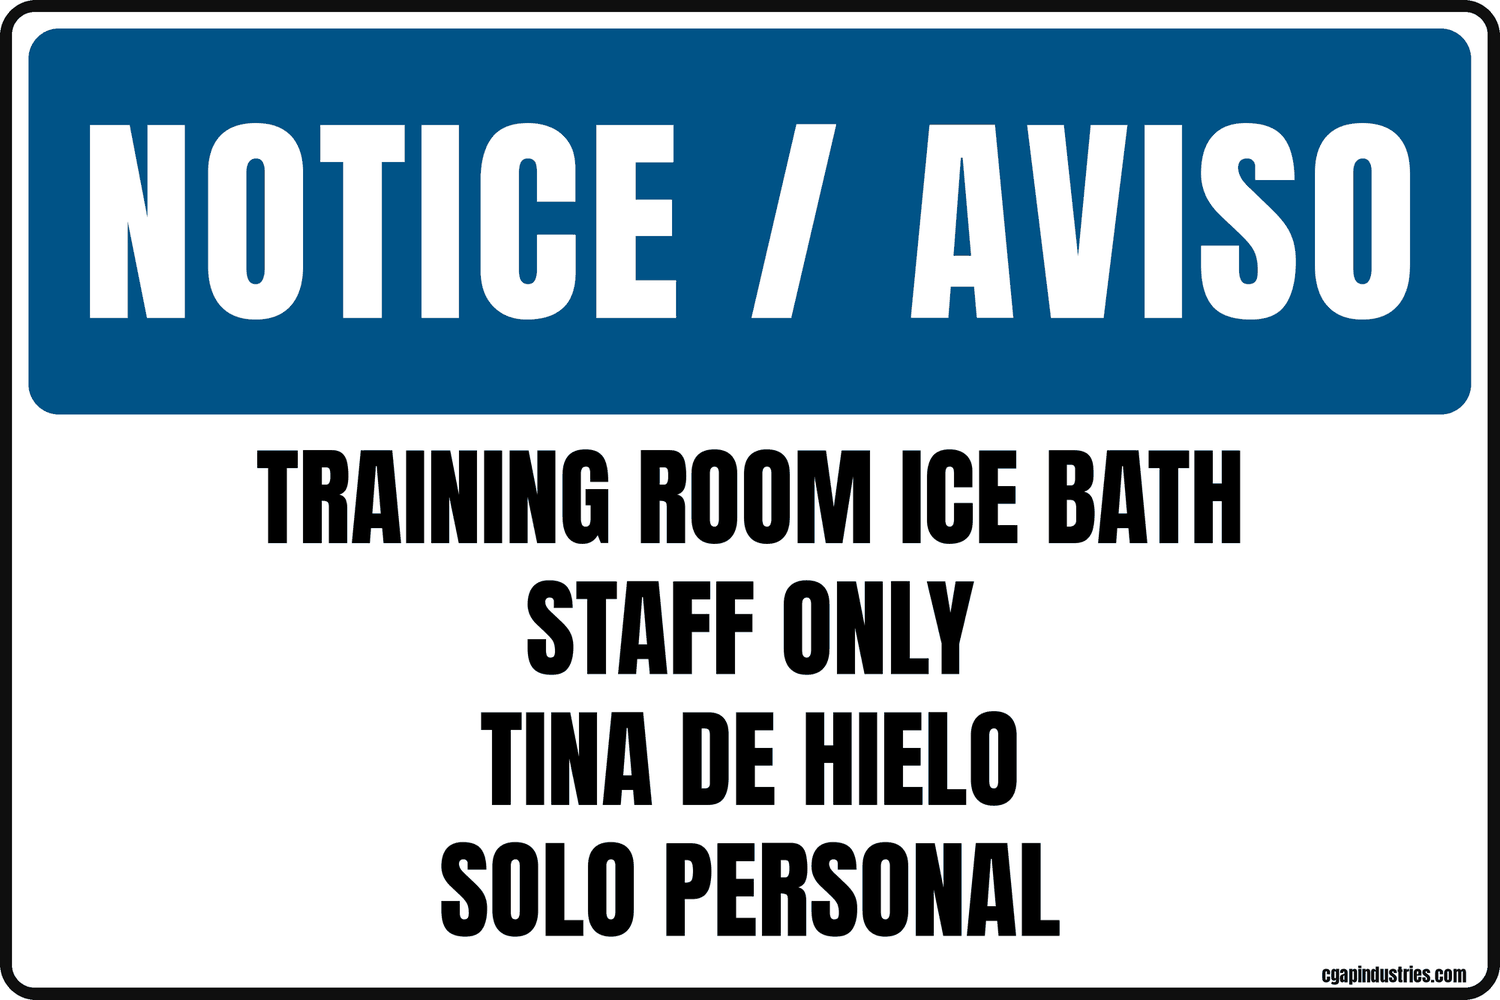 NOTICE / AVISO
TRAINING ROOM ICE BATH
STAFF ONLY
TINA DE HIELO
SOLO PERSONAL
cgapindustries.com